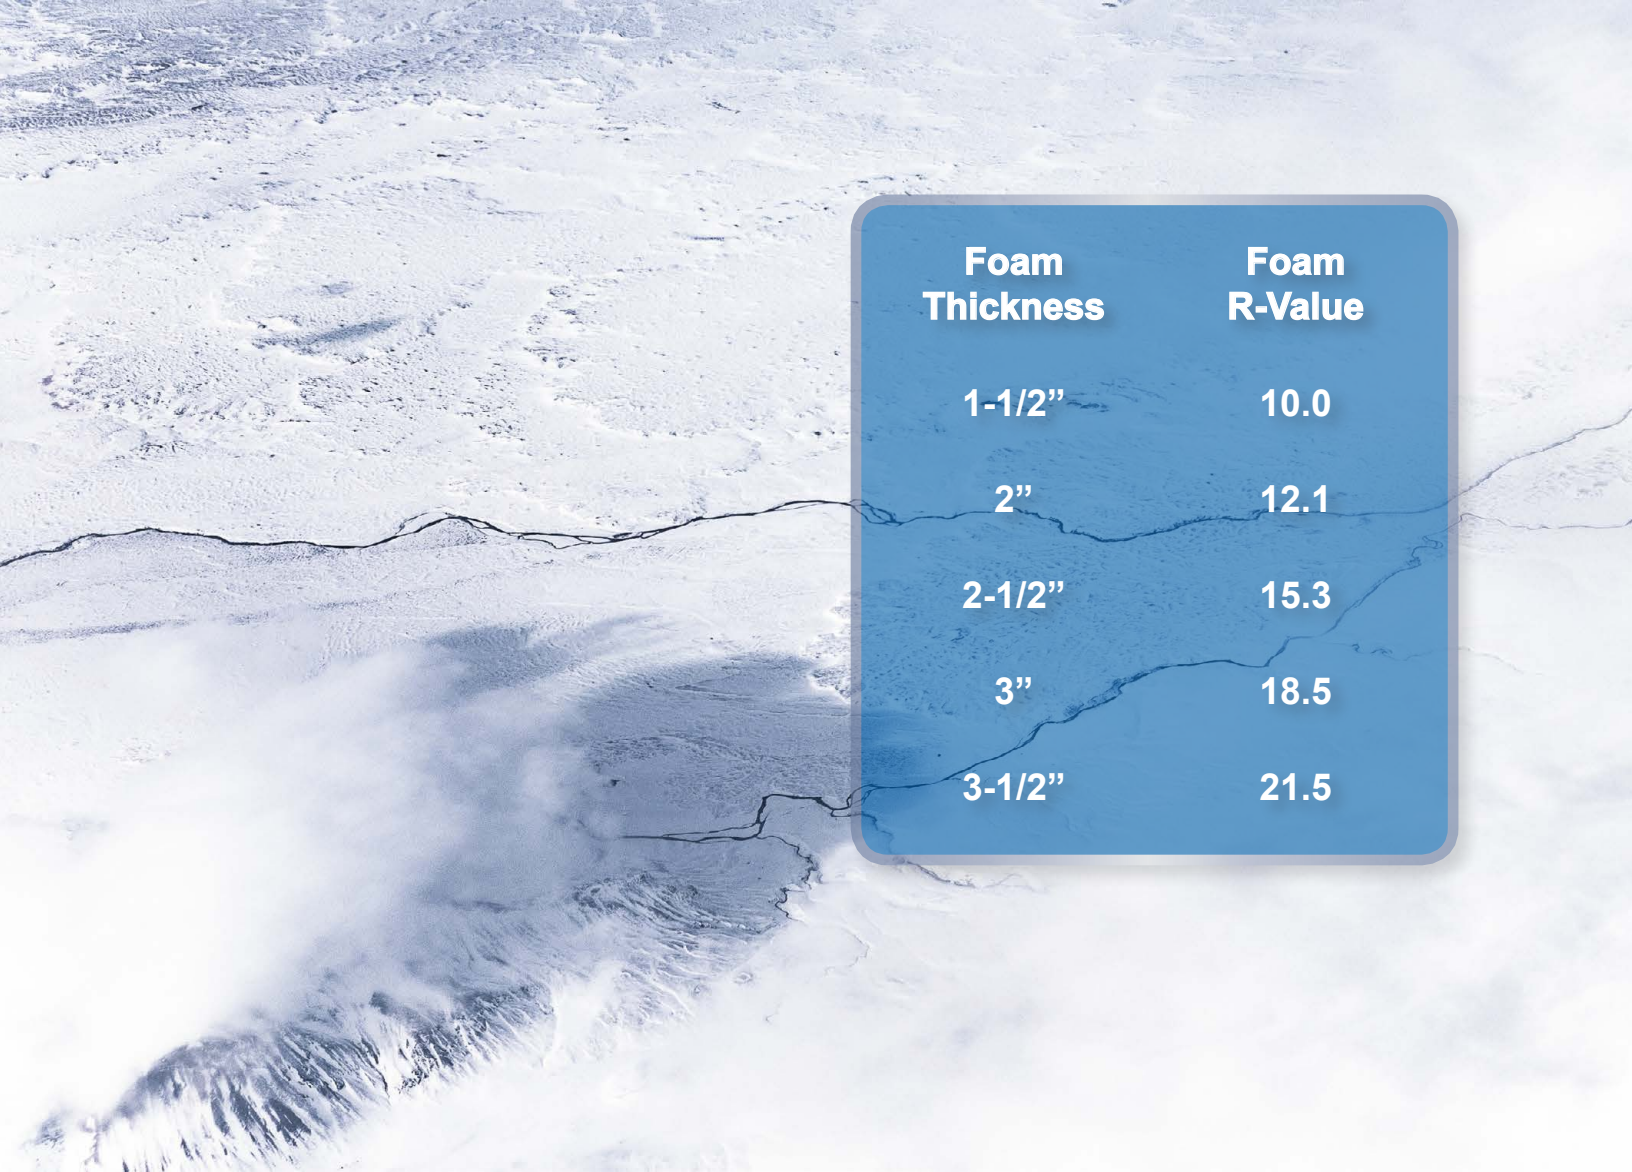 Foam Foam
Thickness R-Value
1-1/2” 10.0
2” 12.1
2-1/2” 15.3
3” 18.5
3-1/2” 21.5